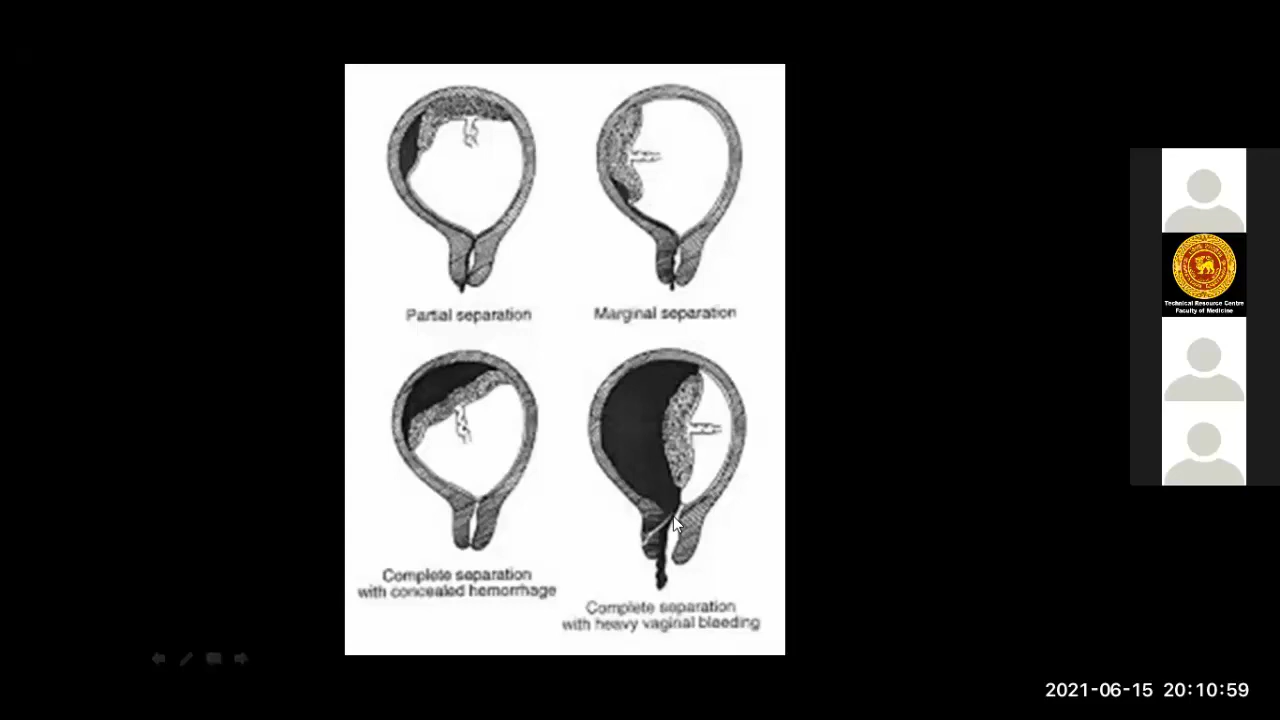 Partial separation
Marginal separation
Complete separation
with concealed hemorrhage
Complete separation
with heavy vaginal bleeding
Technical Resource Centre
Faculty of Medicine
2021-06-15 20:10:59